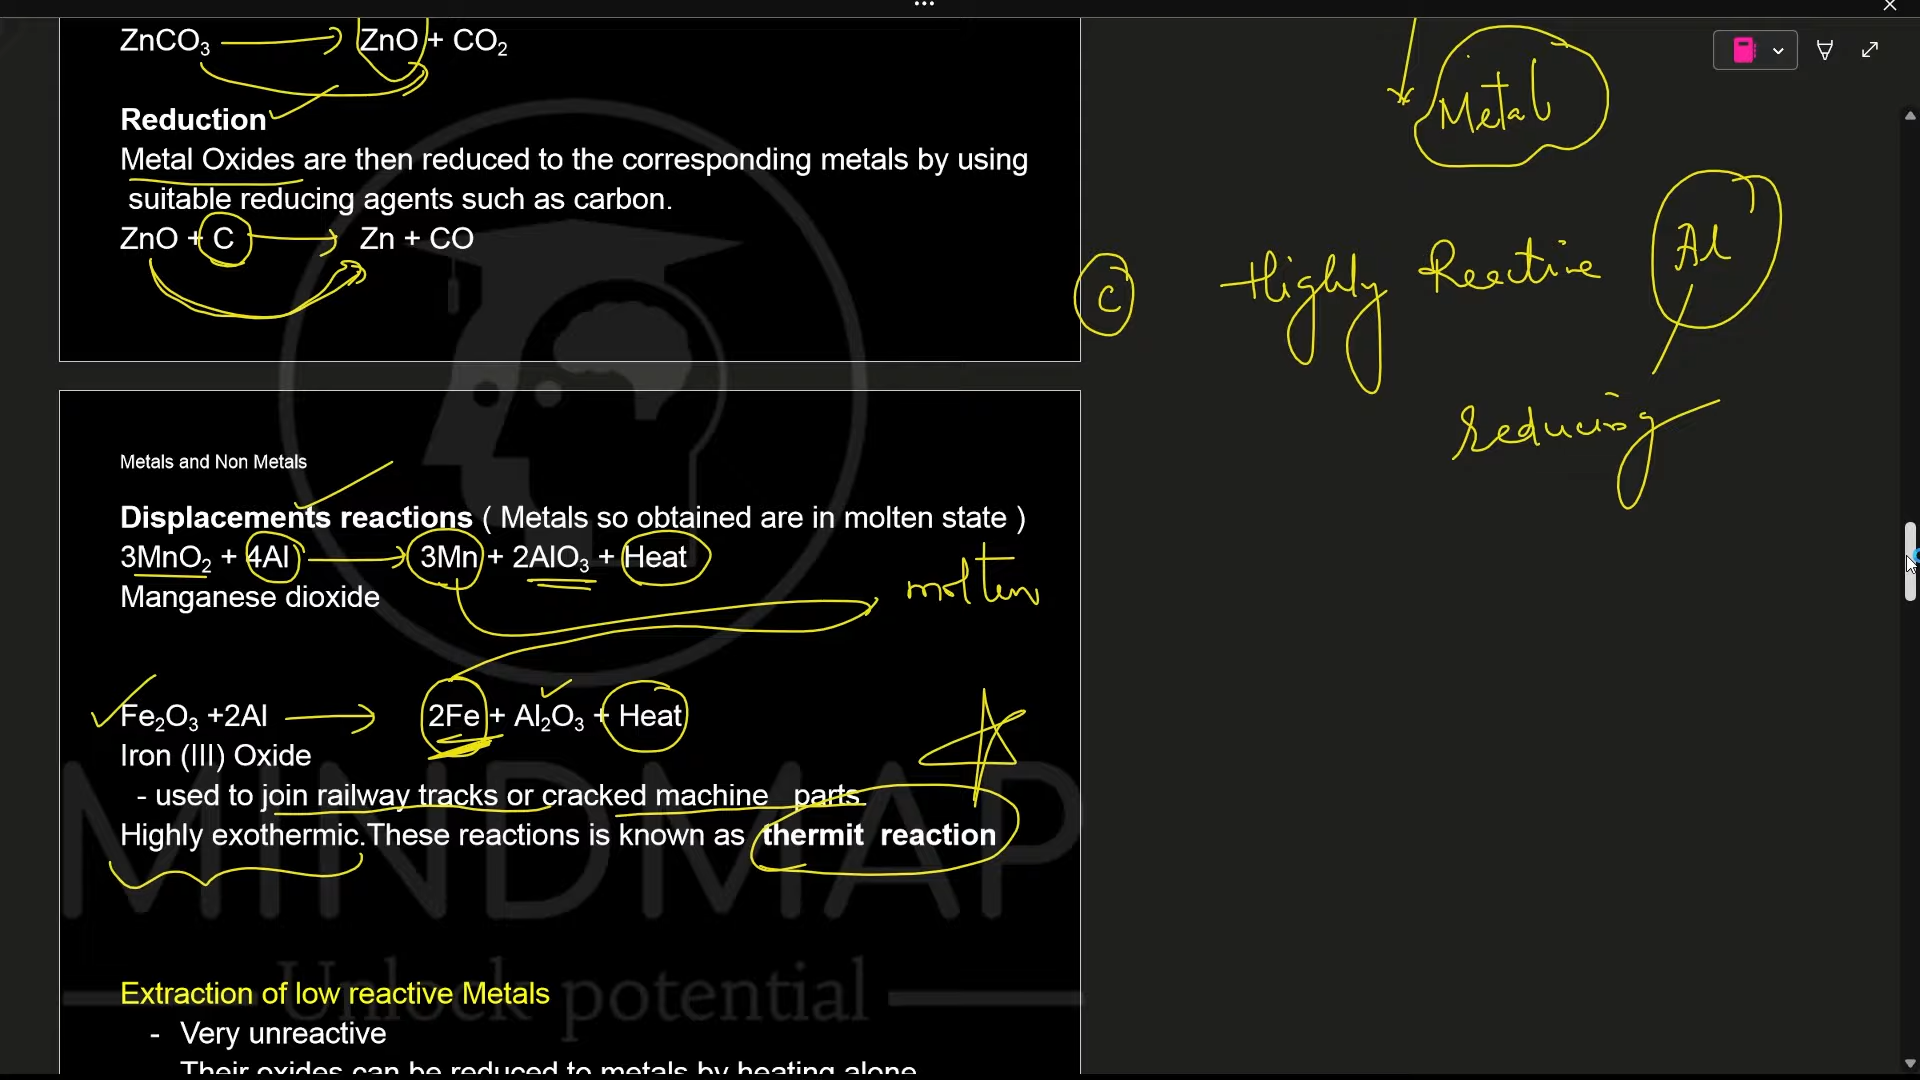 ZnCO₃ → ZnO + CO₂
Reduction
Metal Oxides are then reduced to the corresponding metals by using
suitable reducing agents such as carbon.
ZnO + C → Zn + CO
Metals and Non Metals
Displacements reactions ( Metals so obtained are in molten state )
3MnO₂ + 4Al → 3Mn + 2AlO₃ + Heat
Manganese dioxide
molten
Fe₂O₃ +2Al → 2Fe + Al₂O₃ + Heat
Iron (III) Oxide
- used to join railway tracks or cracked machine parts.
Highly exothermic.These reactions is known as thermit reaction
Extraction of low reactive Metals
- Very unreactive
Their oxides can be reduced to metals by heating alone
MINDMAP
Unlock potential
Metal
C Highly Reactive Al
reducing